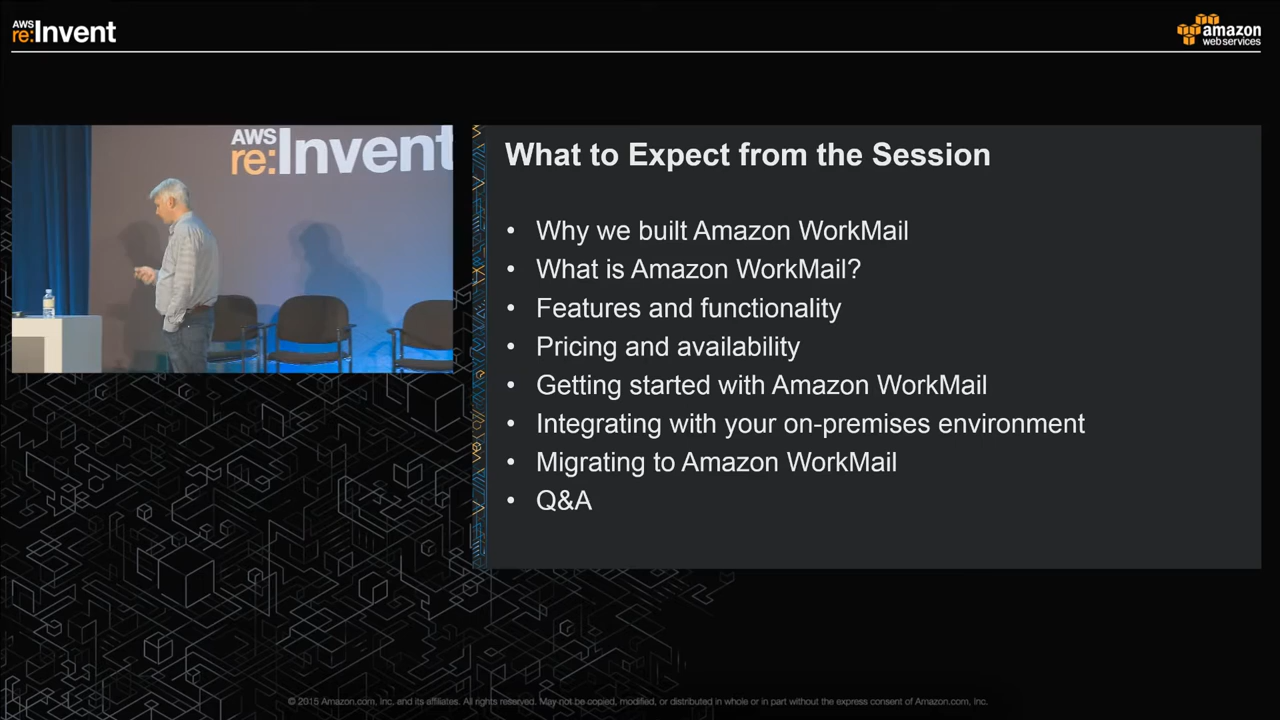 AWS
re:Invent
amazon
web services
AWS
re:Invent
What to Expect from the Session
• Why we built Amazon WorkMail
• What is Amazon WorkMail?
• Features and functionality
• Pricing and availability
• Getting started with Amazon WorkMail
• Integrating with your on-premises environment
• Migrating to Amazon WorkMail
• Q&A
© 2015 Amazon.com, Inc. and its affiliates. All rights reserved. May not be copied, modified, or distributed in whole or in part without the express consent of Amazon.com, Inc.